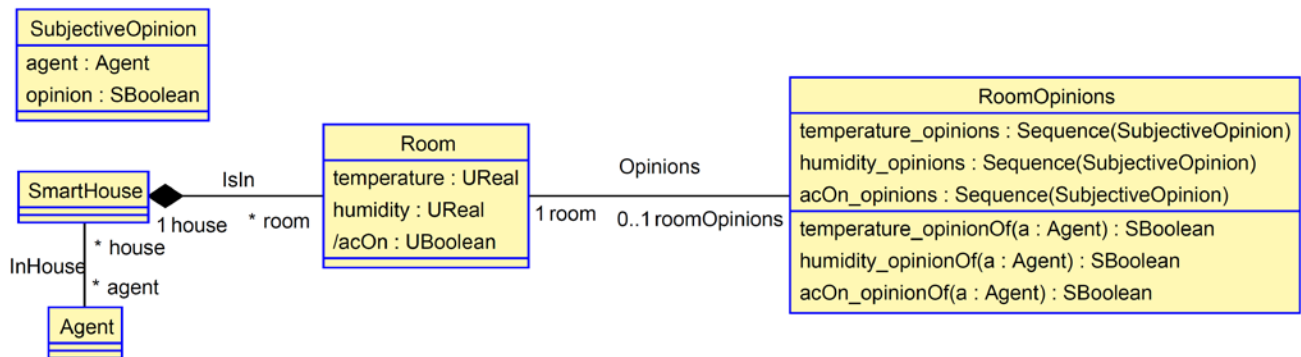 SubjectiveOpinion
agent : Agent
opinion : SBoolean
SmartHouse
IsIn
1 house
* room
Room
temperature : UReal
humidity : UReal
/acOn : UBoolean
Opinions
1 room
0..1 roomOpinions
RoomOpinions
temperature_opinions : Sequence(SubjectiveOpinion)
humidity_opinions : Sequence(SubjectiveOpinion)
acOn_opinions : Sequence(SubjectiveOpinion)
temperature_opinionOf(a : Agent) : SBoolean
humidity_opinionOf(a : Agent) : SBoolean
acOn_opinionOf(a : Agent) : SBoolean
* house
InHouse
* agent
Agent